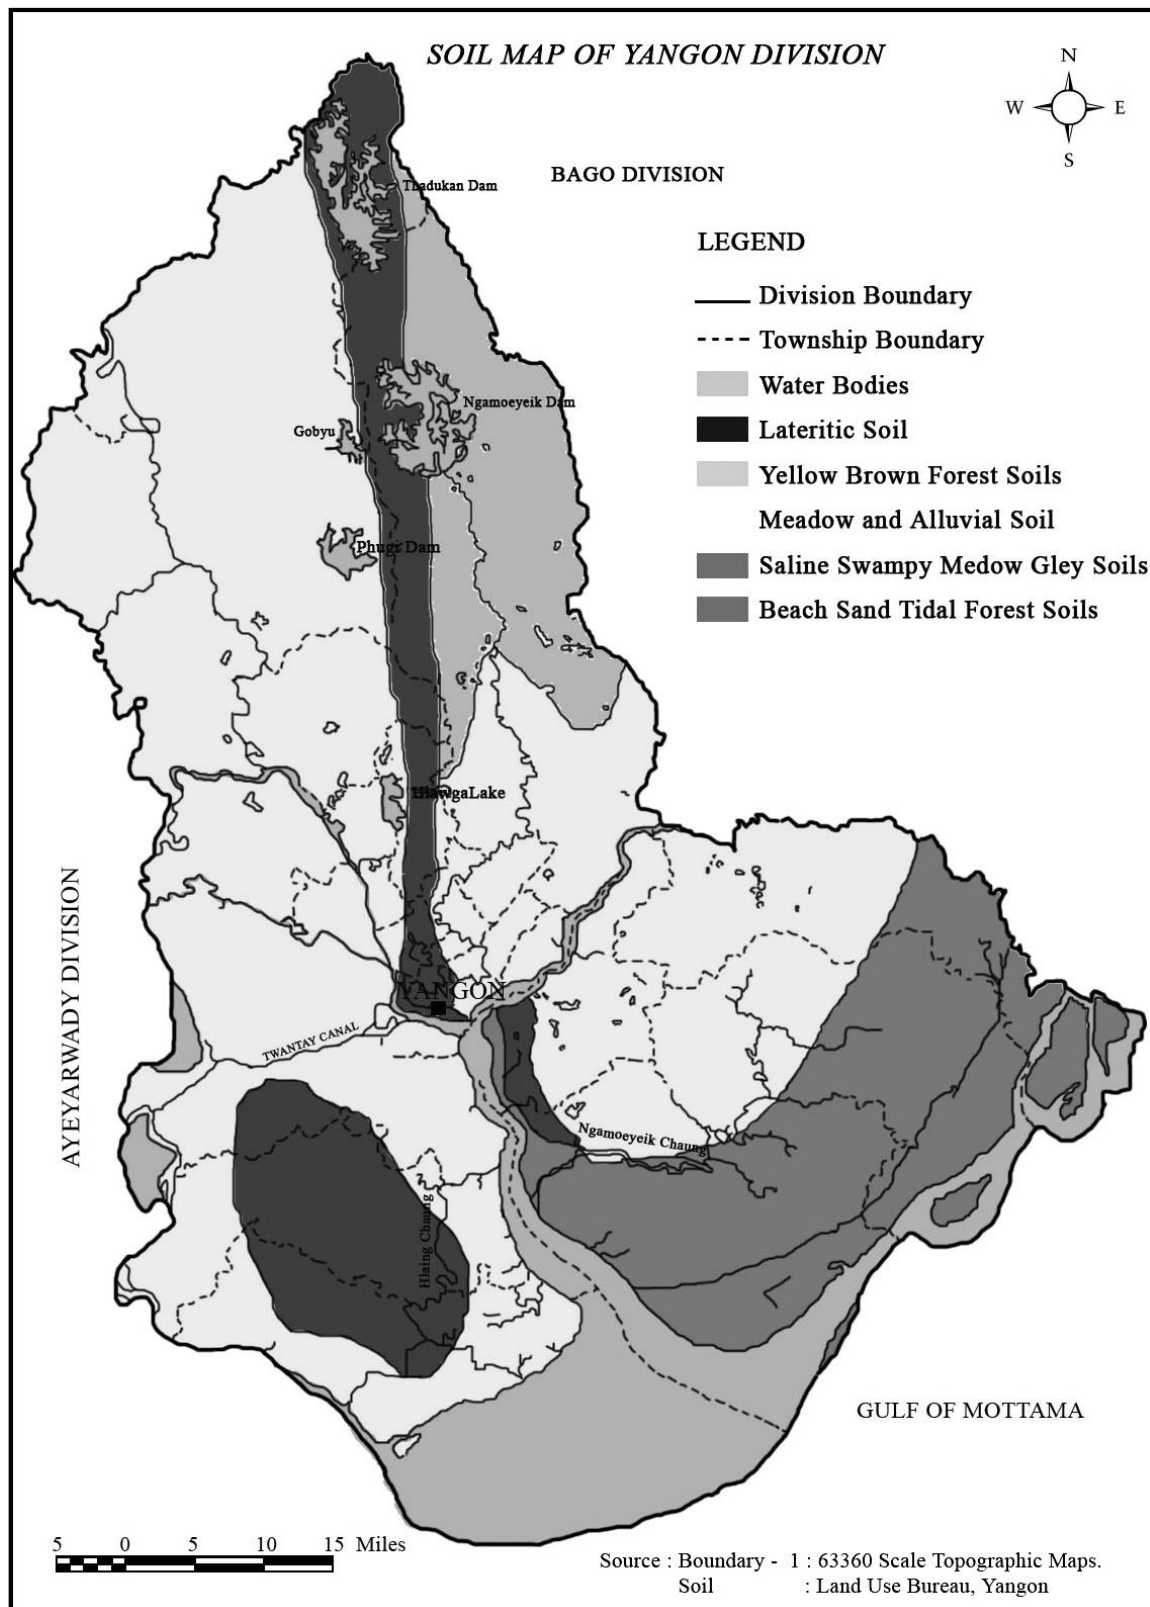 SOIL MAP OF YANGON DIVISION
N
W
E
S
BAGO DIVISION
Thadukan Dam
LEGEND
Division Boundary
Township Boundary
Water Bodies
Lateritic Soil
Yellow Brown Forest Soils
Meadow and Alluvial Soil
Saline Swampy Medow Gley Soils
Beach Sand Tidal Forest Soils
Ngamoeyeik Dam
Gobyu
Phugi Dam
HlawgaLake
AYEYARWADY DIVISION
YANGON
TWANTAY CANAL
Ngamoeyeik Chaung
Hlaing Chaung
GULF OF MOTTAMA
5 0 5 10 15 Miles
Source : Boundary - 1 : 63360 Scale Topographic Maps.
Soil : Land Use Bureau, Yangon